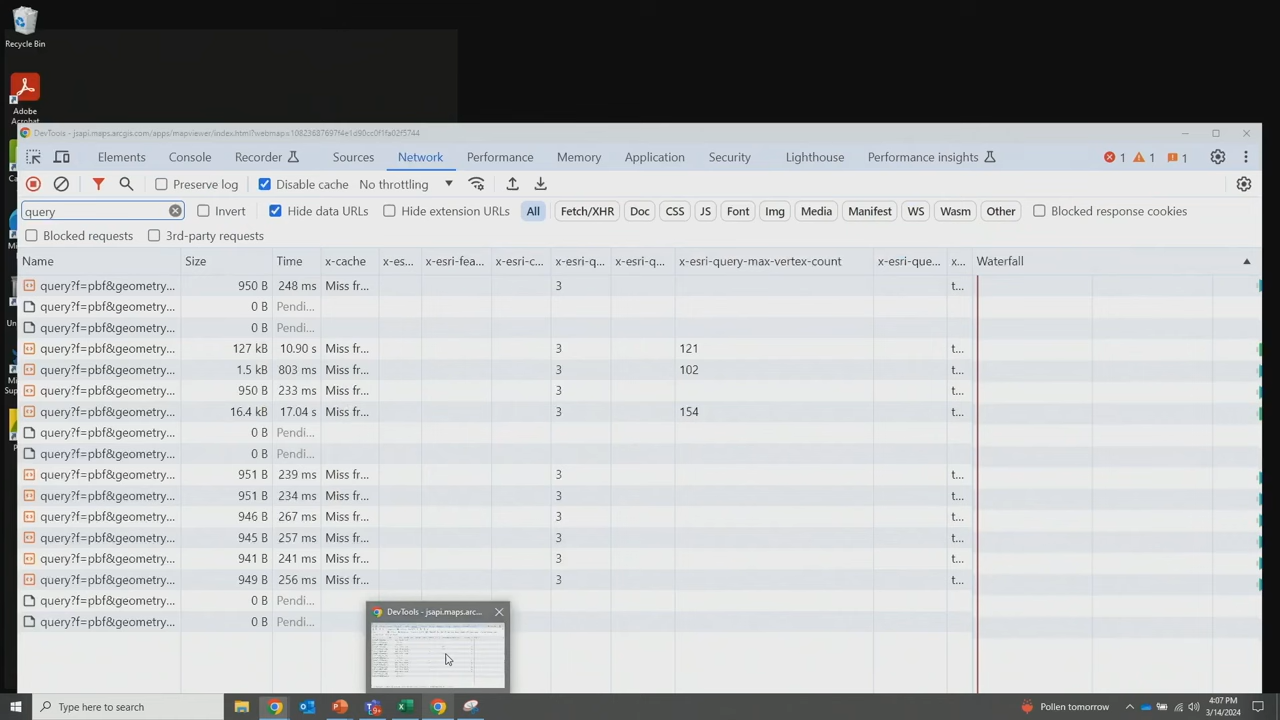 Recycle Bin
Adobe
Acrobat
DevTools - jsapi.maps.arcgis.com/apps/mapviewer/index.html?
Elements Console Recorder Sources Network Performance Memory Application Security Lighthouse Performance insights 1 1 1
Preserve log Disable cache No throttling
query Invert Hide data URLs Hide extension URLs All Fetch/XHR Doc CSS JS Font Img Media Manifest WS Wasm Other Blocked response cookies
Blocked requests 3rd-party requests
Name Size Time x-cache x-es... x-esri-fea... x-esri-c... x-esri-q... x-esri-q... x-esri-query-max-vertex-count x-esri-que... x... Waterfall
query?f=pbf&geometry... 950 B 248 ms Miss fr... 3 t...
query?f=pbf&geometry... 0 B Pendi...
query?f=pbf&geometry... 0 B Pendi...
query?f=pbf&geometry... 127 kB 10.90 s Miss fr... 3 121 t...
query?f=pbf&geometry... 1.5 kB 803 ms Miss fr... 3 102 t...
query?f=pbf&geometry... 950 B 233 ms Miss fr... 3 t...
query?f=pbf&geometry... 16.4 kB 17.04 s Miss fr... 3 154 t...
query?f=pbf&geometry... 0 B Pendi...
query?f=pbf&geometry... 0 B Pendi...
query?f=pbf&geometry... 951 B 239 ms Miss fr... 3 t...
query?f=pbf&geometry... 951 B 234 ms Miss fr... 3 t...
query?f=pbf&geometry... 946 B 267 ms Miss fr... 3 t...
query?f=pbf&geometry... 945 B 257 ms Miss fr... 3 t...
query?f=pbf&geometry... 941 B 241 ms Miss fr... 3 t...
query?f=pbf&geometry... 949 B 256 ms Miss fr... 3 t...
query?f=pbf&geometry... 0 B Pendi...
query?f=pbf&geometry... 0 B Pendi...
DevTools - jsapi.maps.arc...
Type here to search
Pollen tomorrow
4:07 PM
3/14/2024